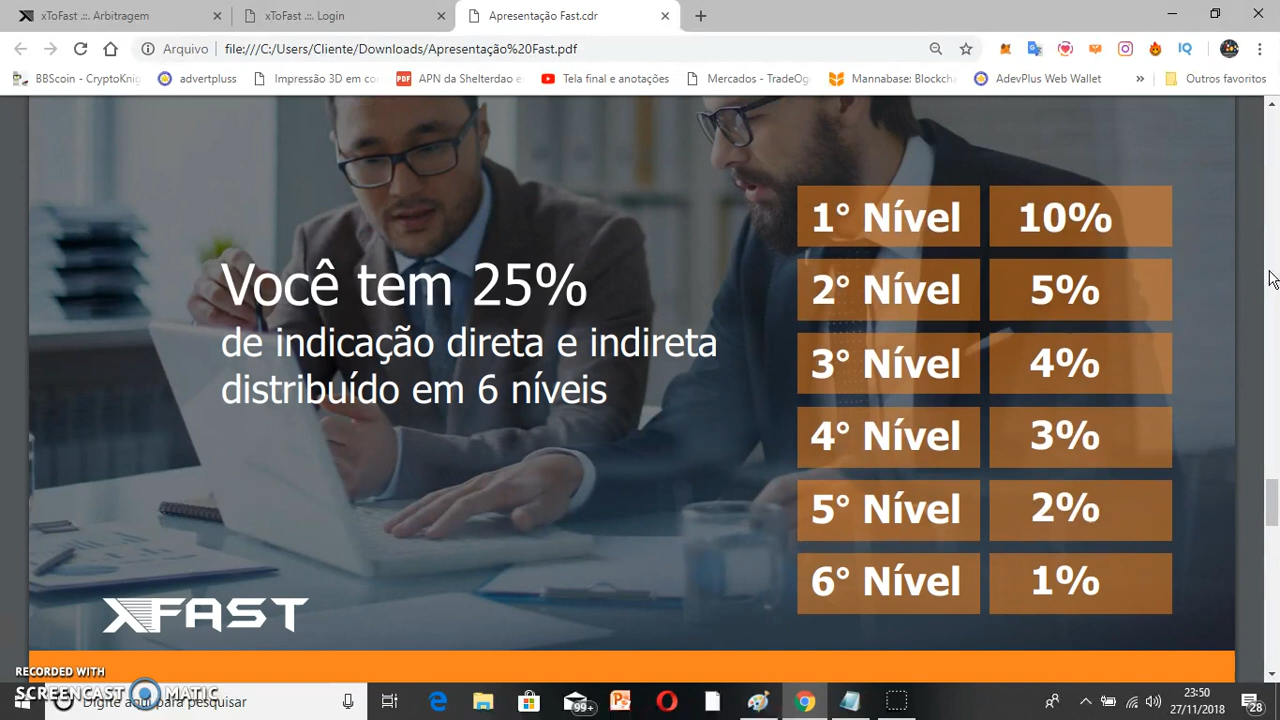 xToFast .::. Arbitragem
xToFast .::. Login
Apresentação Fast.cdr
Arquivo
file:///C:/Users/Cliente/Downloads/Apresentação%20Fast.pdf
BBScoin - CryptoKnig
advertpluss
Impressão 3D em co
PDF
APN da Shelterdao e
Tela final e anotações
Mercados - TradeOg
Mannabase: Blockch
AdevPlus Web Wallet
»
Outros favoritos
Você tem 25%
de indicação direta e indireta
distribuído em 6 níveis
1° Nível 10%
2° Nível 5%
3° Nível 4%
4° Nível 3%
5° Nível 2%
6° Nível 1%
XFAST
RECORDED WITH
SCREENCAST MATIC
Digite aqui para pesquisar
99+
23:50
27/11/2018
28